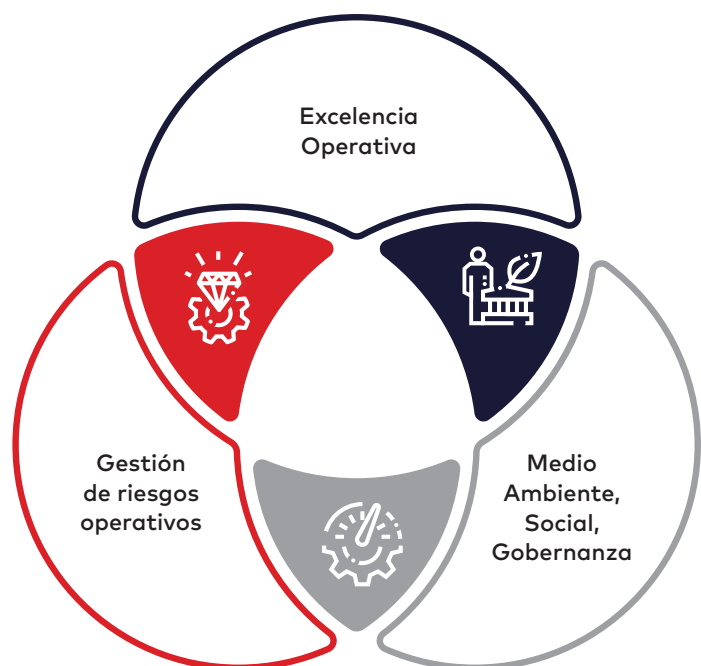 Excelencia
Operativa
Gestión
de riesgos
operativos
Medio
Ambiente,
Social,
Gobernanza